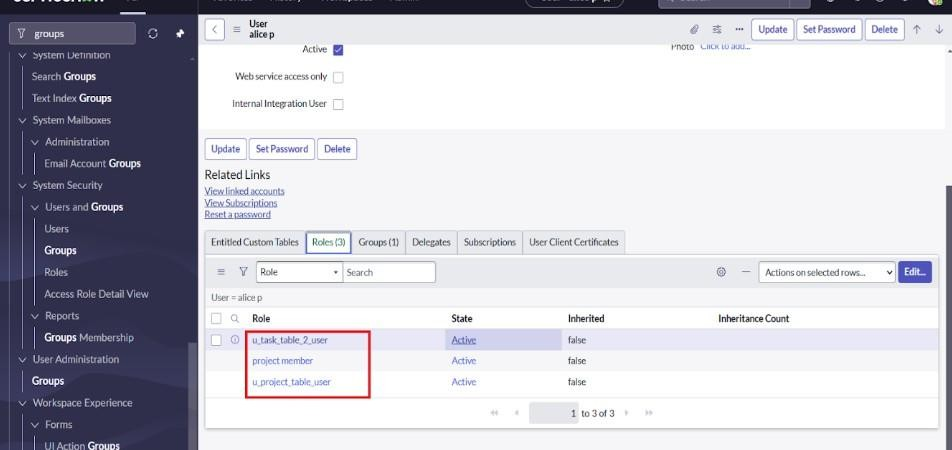 groups
System Definition
Search Groups
Text Index Groups
System Mailboxes
Administration
Email Account Groups
System Security
Users and Groups
Users
Groups
Roles
Access Role Detail View
Reports
Groups Membership
User Administration
Groups
Workspace Experience
Forms
UI Action Groups
User
alice p
Update
Set Password
Delete
Active
Photo Click to add...
Web service access only
Internal Integration User
Update
Set Password
Delete
Related Links
View linked accounts
View Subscriptions
Reset a password
Entitled Custom Tables
Roles (3)
Groups (1)
Delegates
Subscriptions
User Client Certificates
Role
Search
Actions on selected rows...
Edit...
User = alice p
Role State Inherited Inheritance Count
u_task_table_2_user Active false
project member Active false
u_project_table_user Active false
1 to 3 of 3